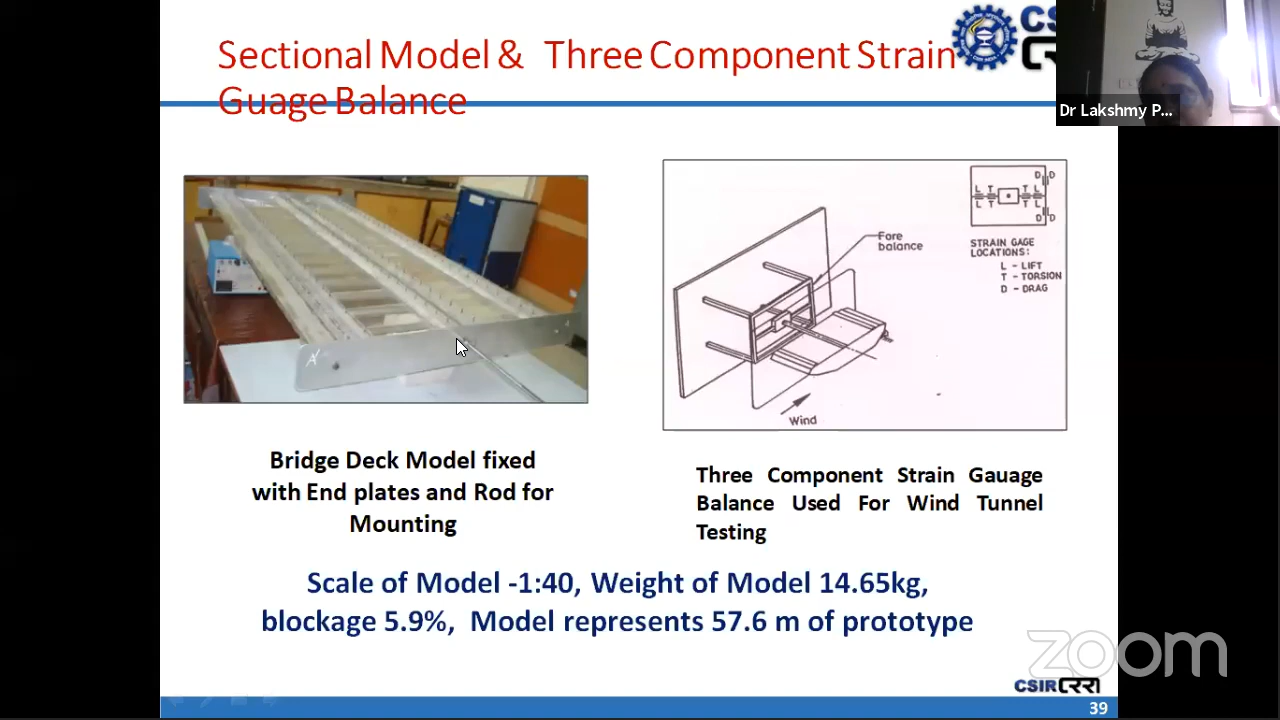 Sectional Model & Three Component Strain
Guage Balance
CS
Dr Lakshmy P...
A'
Fore
balance
Wind
D D
L T T L
L T T L
D D
STRAIN GAGE
LOCATIONS:
L - LIFT
T - TORSION
D - DRAG
Bridge Deck Model fixed
with End plates and Rod for
Mounting
Three Component Strain Gauage
Balance Used For Wind Tunnel
Testing
Scale of Model -1:40, Weight of Model 14.65kg,
blockage 5.9%, Model represents 57.6 m of prototype
zoom
CSIR CRRI
39